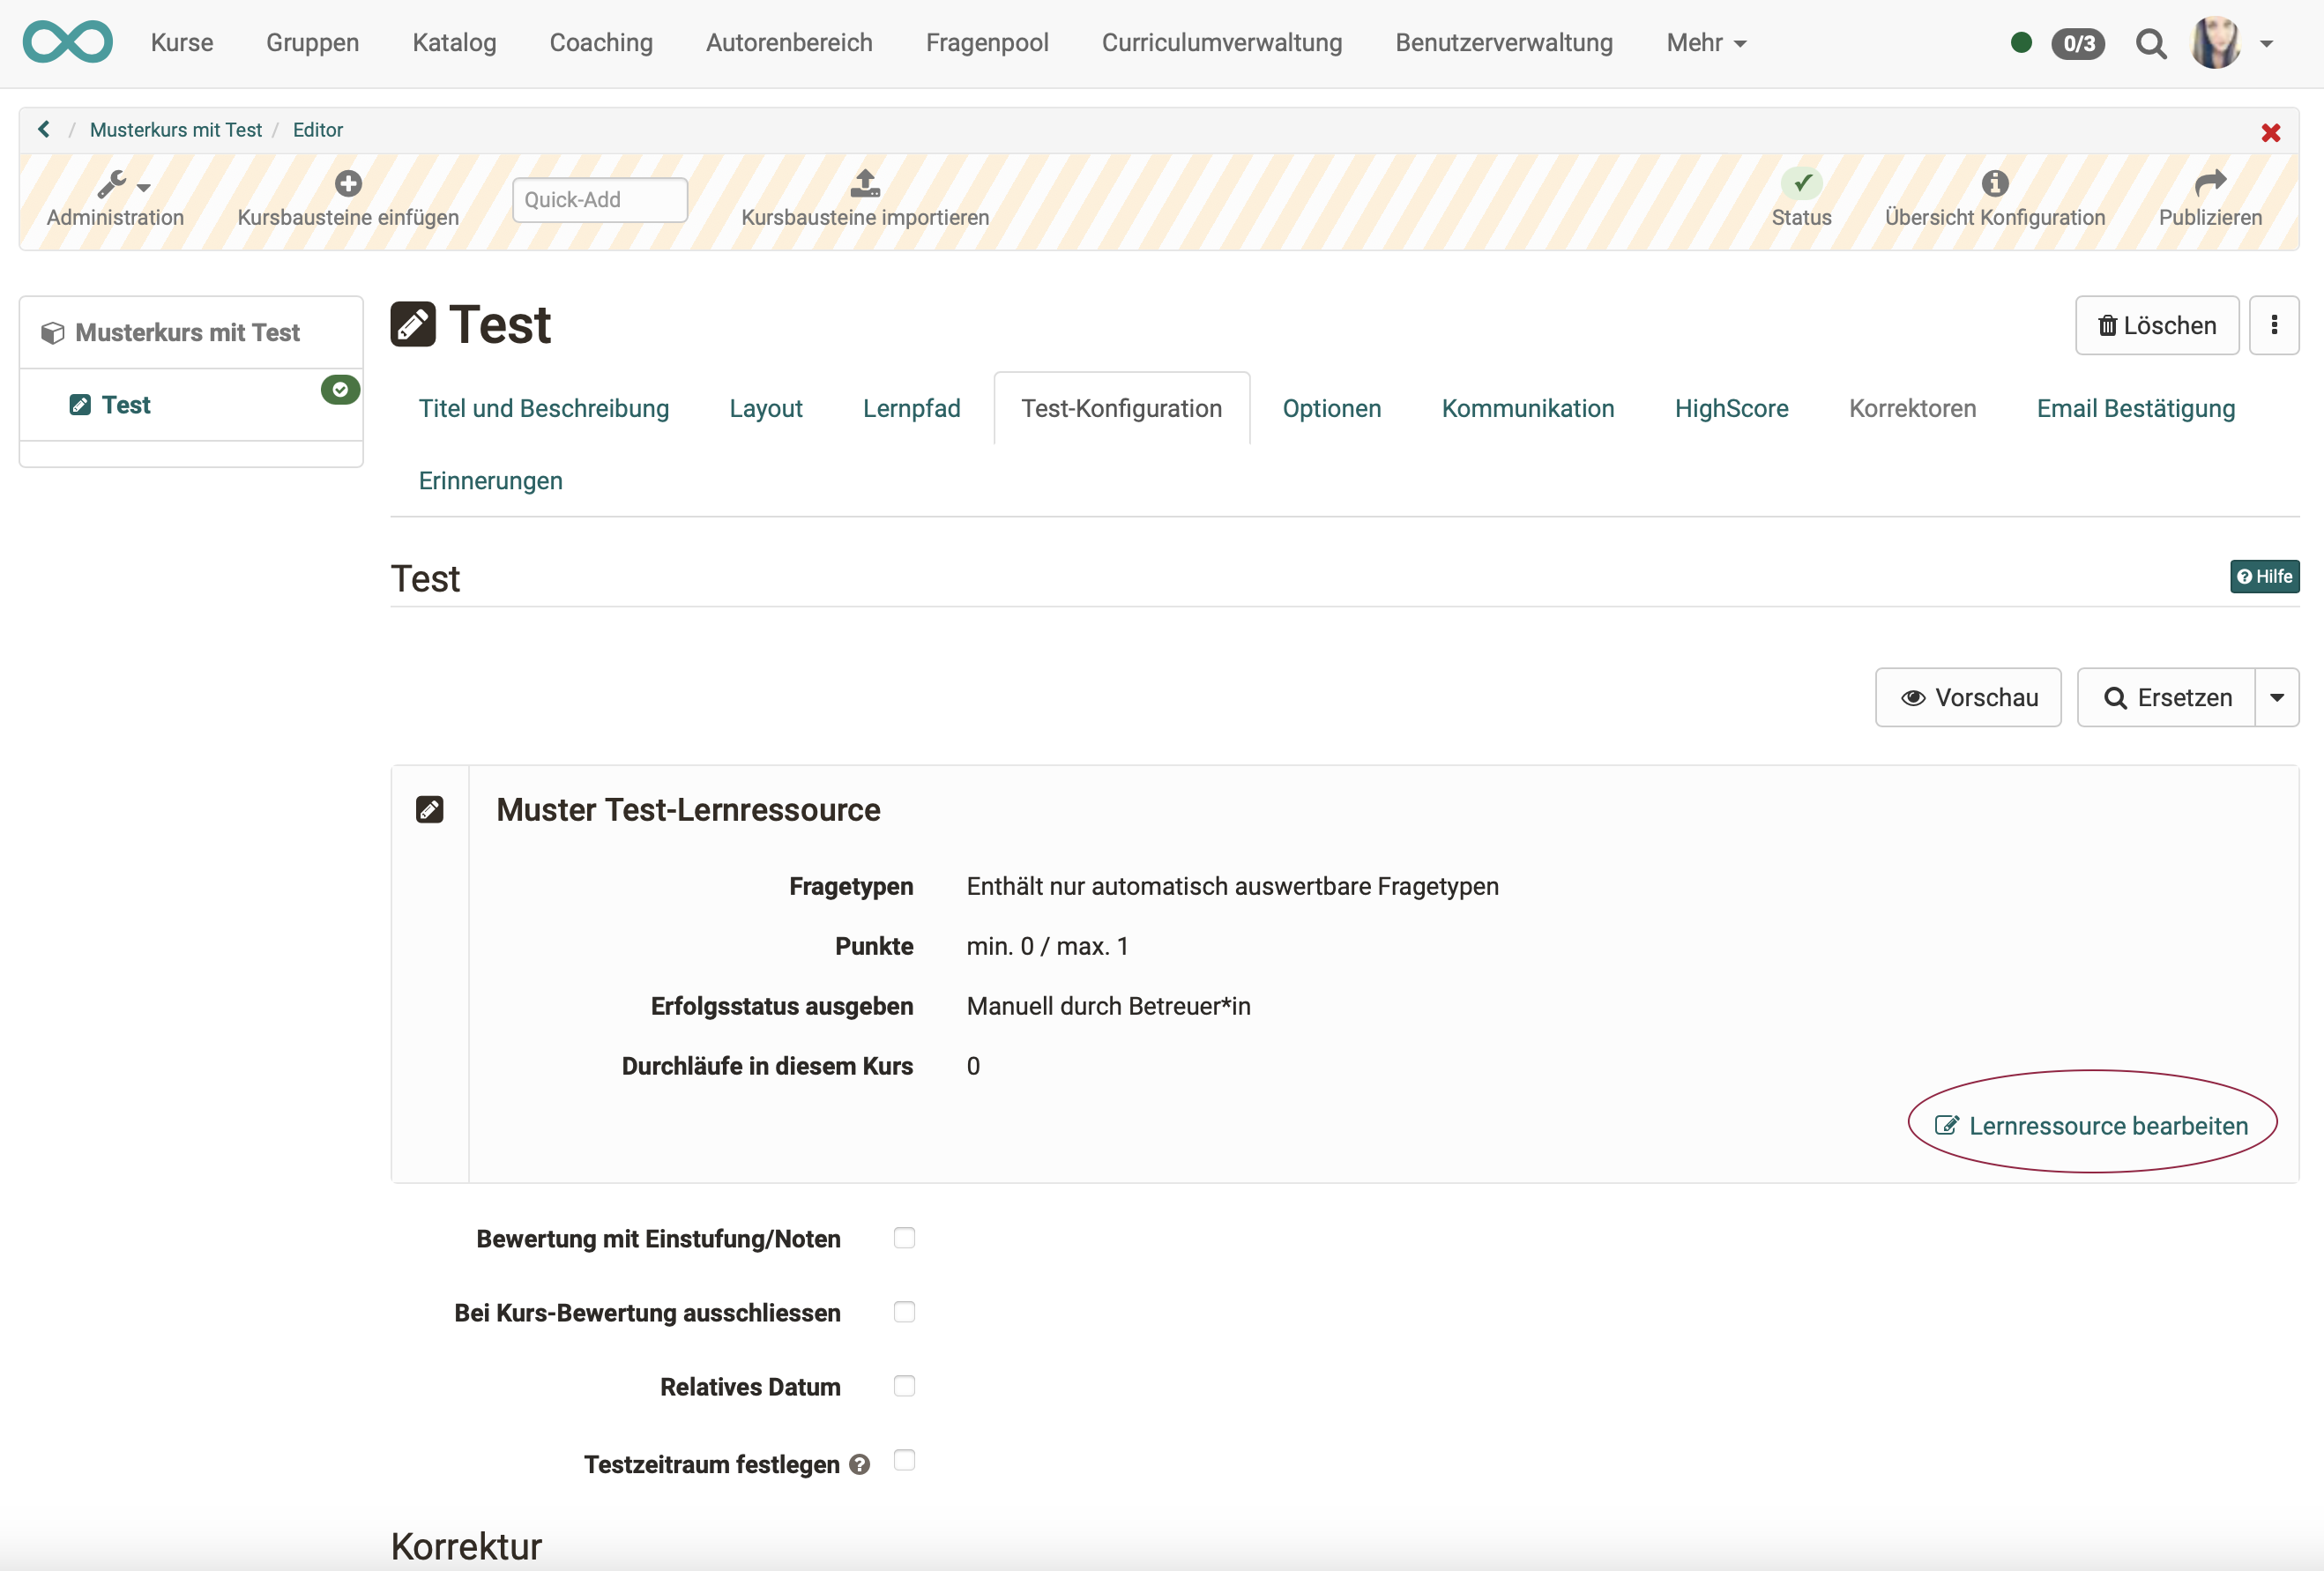 Kurse Gruppen Katalog Coaching Autorenbereich Fragenpool Curriculumverwaltung Benutzerverwaltung Mehr 0/3
/ Musterkurs mit Test / Editor
Administration Kursbausteine einfügen Quick-Add Kursbausteine importieren Status Übersicht Konfiguration Publizieren
Musterkurs mit Test
Test
Test Löschen
Titel und Beschreibung Layout Lernpfad Test-Konfiguration Optionen Kommunikation HighScore Korrektoren Email Bestätigung
Erinnerungen
Test Hilfe
Vorschau Ersetzen
Muster Test-Lernressource
Fragetypen Enthält nur automatisch auswertbare Fragetypen
Punkte min. 0 / max. 1
Erfolgsstatus ausgeben Manuell durch Betreuer*in
Durchläufe in diesem Kurs 0
Lernressource bearbeiten
Bewertung mit Einstufung/Noten
Bei Kurs-Bewertung ausschliessen
Relatives Datum
Testzeitraum festlegen
Korrektur